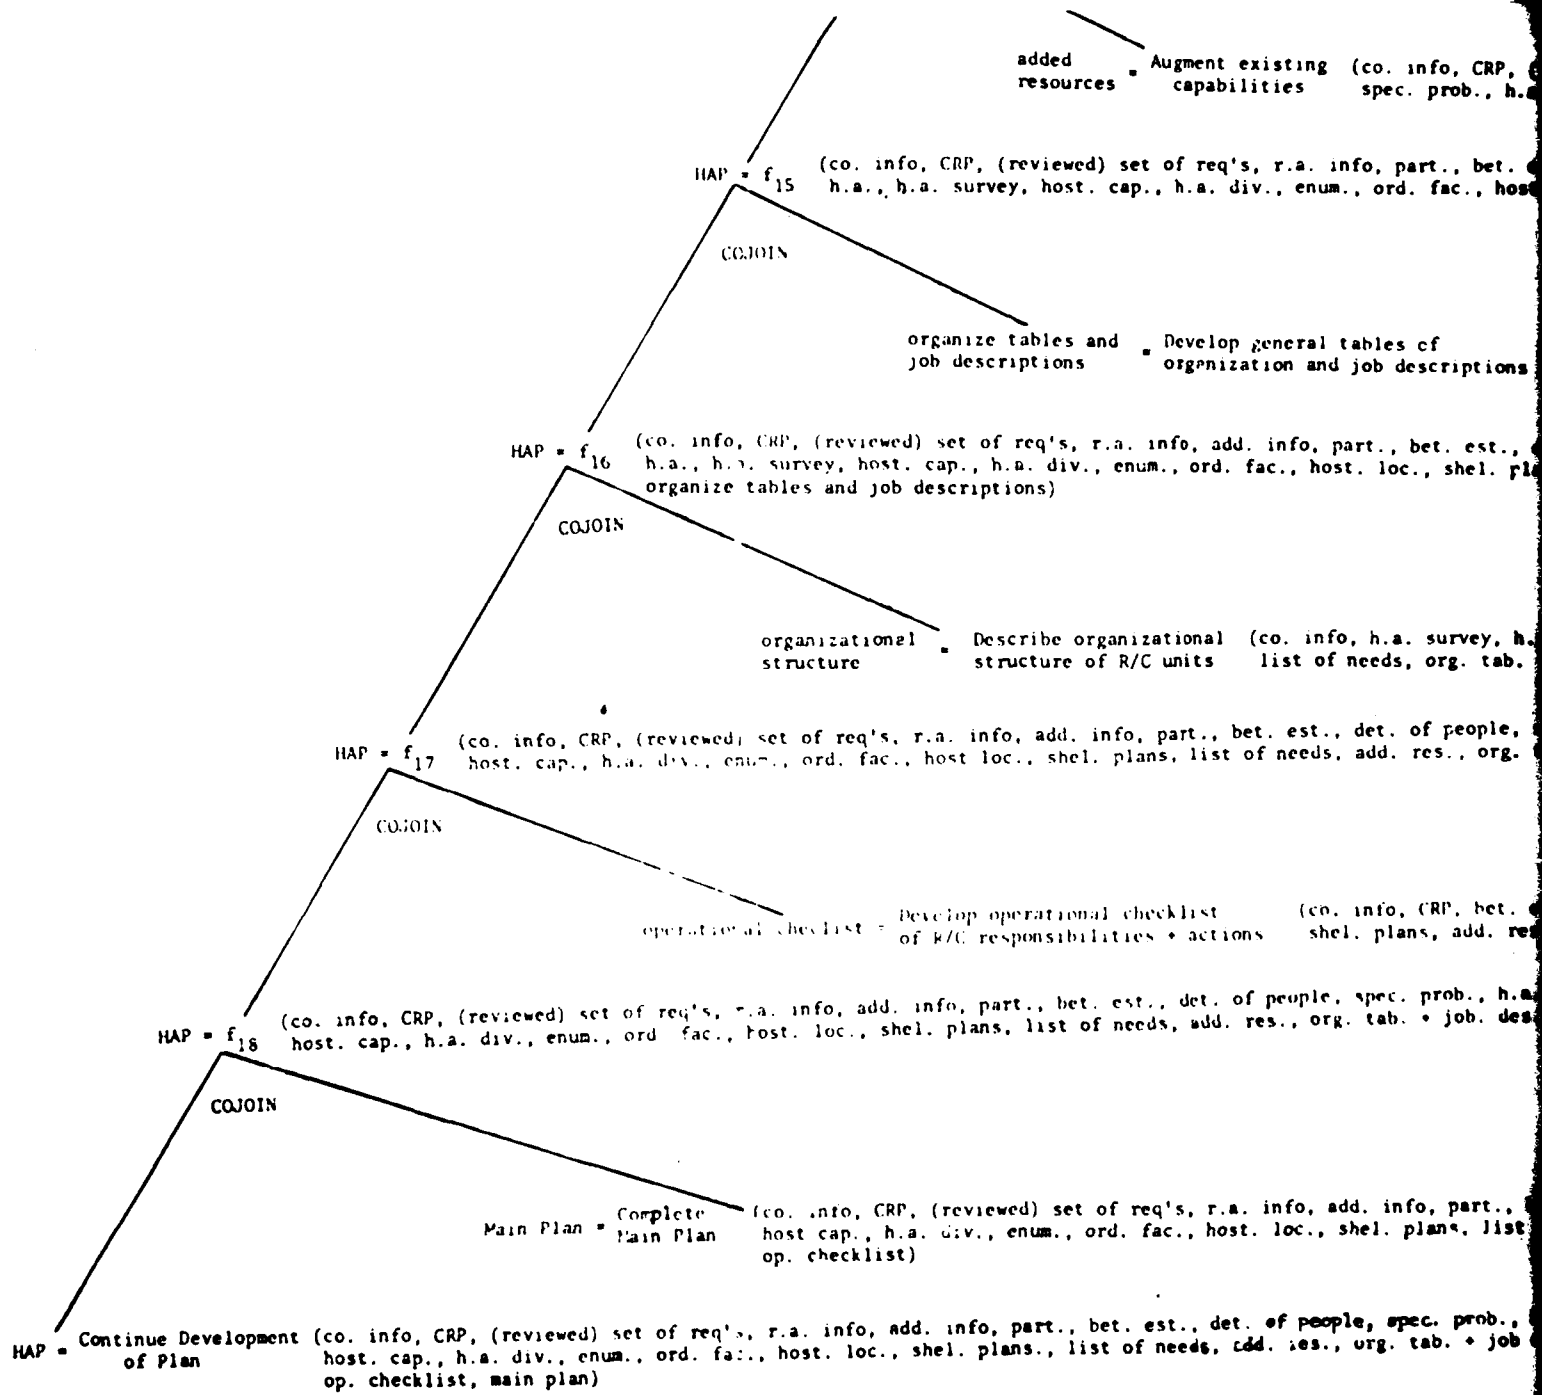 added Augment existing (co. info, CRP,
resources = capabilities spec. prob., h.a
HAP = f15 (co. info, CRP, (reviewed) set of req's, r.a. info, part., bet.
h.a., h.a. survey, host. cap., h.a. div., enum., ord. fac., host
COJOIN
organize tables and = Develop general tables of
job descriptions orgnization and job descriptions
HAP = f16 (co. info, CRP, (reviewed) set of req's, r.a. info, add. info, part., bet. est.,
h.a., h.a. survey, host. cap., h.a. div., enum., ord. fac., host. loc., shel. pla
organize tables and job descriptions)
COJOIN
organizational = Describe organizational (co. info, h.a. survey, h.
structure structure of R/C units list of needs, org. tab.
HAP = f17 (co. info, CRP, (reviewed) set of req's, r.a. info, add. info, part., bet. est., det. of people,
host. cap., h.a. div., enum., ord. fac., host loc., shel. plans, list of needs, add. res., org.
COJOIN
operational checlist = Develop operational checklist (co. info, CRP, bet.
of R/C responsibilities + actions shel. plans, add. res
HAP = f18 (co. info, CRP, (reviewed) set of req's, r.a. info, add. info, part., bet. est., det. of people, spec. prob., h.a
host. cap., h.a. div., enum., ord fac., host. loc., shel. plans, list of needs, add. res., org. tab. + job. des
COJOIN
Main Plan = Complete (co. info, CRP, (reviewed) set of req's, r.a. info, add. info, part.,
Main Plan host cap., h.a. div., enum., ord. fac., host. loc., shel. plans, list
op. checklist)
HAP = Continue Development (co. info, CRP, (reviewed) set of req's, r.a. info, add. info, part., bet. est., det. of people, spec. prob.,
of Plan host. cap., h.a. div., enum., ord. fac., host. loc., shel. plans., list of needs, add. res., org. tab. + job
op. checklist, main plan)